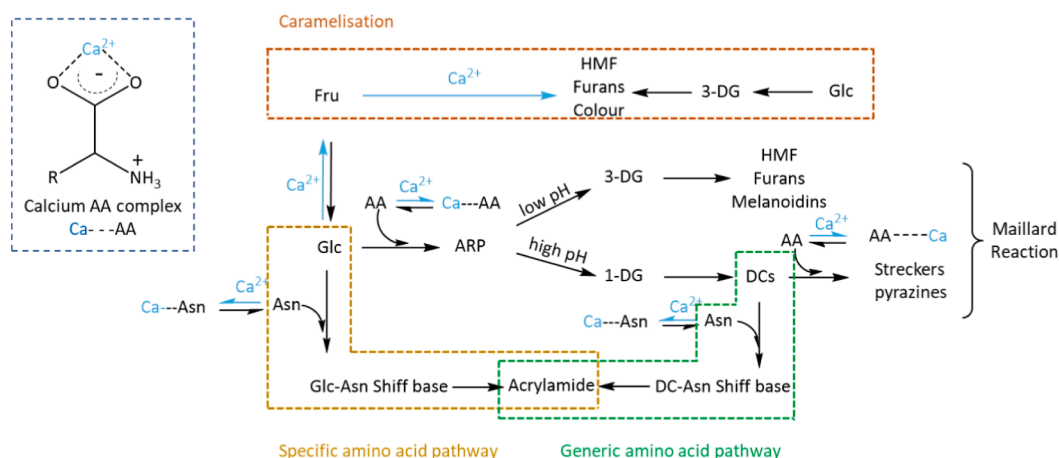 Caramelisation
Ca2+
-
O
O
+
R
NH3
Calcium AA complex
Ca---AA
Fru
Ca2+
HMF
Furans
Colour
3-DG
Glc
Ca2+
AA
Ca2+
Ca---AA
low pH
3-DG
HMF
Furans
Melanoidins
Glc
ARP
high pH
1-DG
DCs
AA
Ca2+
AA----Ca
Streckers
pyrazines
Maillard
Reaction
Ca---Asn
Ca2+
Asn
Ca---Asn
Ca2+
Asn
Glc-Asn Shiff base
Acrylamide
DC-Asn Shiff base
Specific amino acid pathway
Generic amino acid pathway